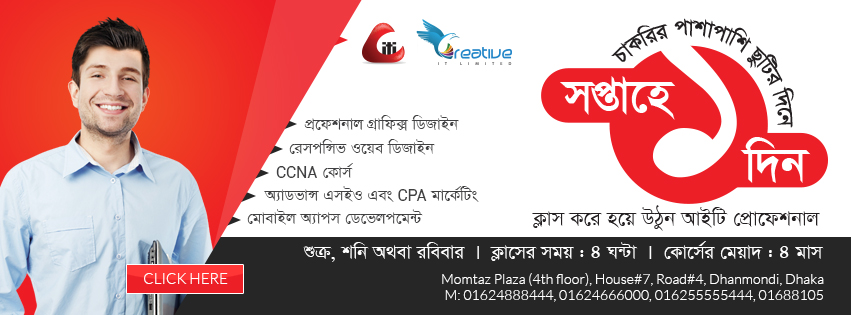 citi
Creative
IT LIMITED
চাকরির পাশাপাশি ছুটির দিনে
সপ্তাহে ১ দিন
ক্লাস করে হয়ে উঠুন আইটি প্রোফেশনাল
প্রফেশনাল গ্রাফিক্স ডিজাইন
রেসপন্সিভ ওয়েব ডিজাইন
CCNA কোর্স
অ্যাডভান্স এসইও এবং CPA মার্কেটিং
মোবাইল অ্যাপস ডেভেলপমেন্ট
শুক্র, শনি অথবা রবিবার । ক্লাসের সময় : ৪ ঘন্টা । কোর্সের মেয়াদ : ৪ মাস
CLICK HERE
Momtaz Plaza (4th floor), House#7, Road#4, Dhanmondi, Dhaka
M: 01624888444, 01624666000, 016255555444, 01688105